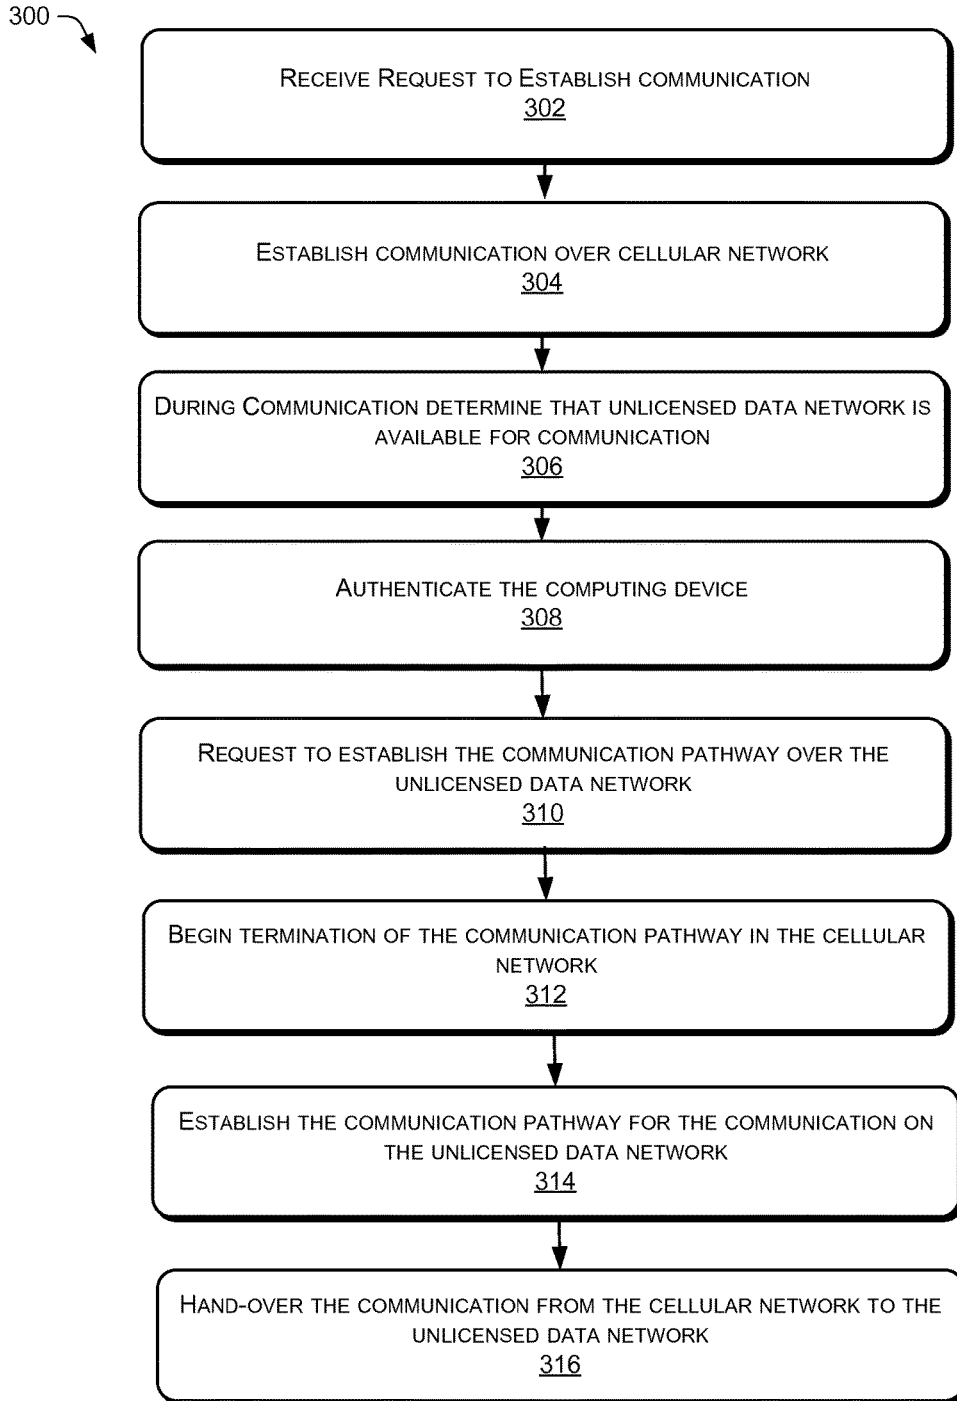 300
RECEIVE REQUEST TO ESTABLISH COMMUNICATION
302
ESTABLISH COMMUNICATION OVER CELLULAR NETWORK
304
DURING COMMUNICATION DETERMINE THAT UNLICENSED DATA NETWORK IS
AVAILABLE FOR COMMUNICATION
306
AUTHENTICATE THE COMPUTING DEVICE
308
REQUEST TO ESTABLISH THE COMMUNICATION PATHWAY OVER THE
UNLICENSED DATA NETWORK
310
BEGIN TERMINATION OF THE COMMUNICATION PATHWAY IN THE CELLULAR
NETWORK
312
ESTABLISH THE COMMUNICATION PATHWAY FOR THE COMMUNICATION ON
THE UNLICENSED DATA NETWORK
314
HAND-OVER THE COMMUNICATION FROM THE CELLULAR NETWORK TO THE
UNLICENSED DATA NETWORK
316